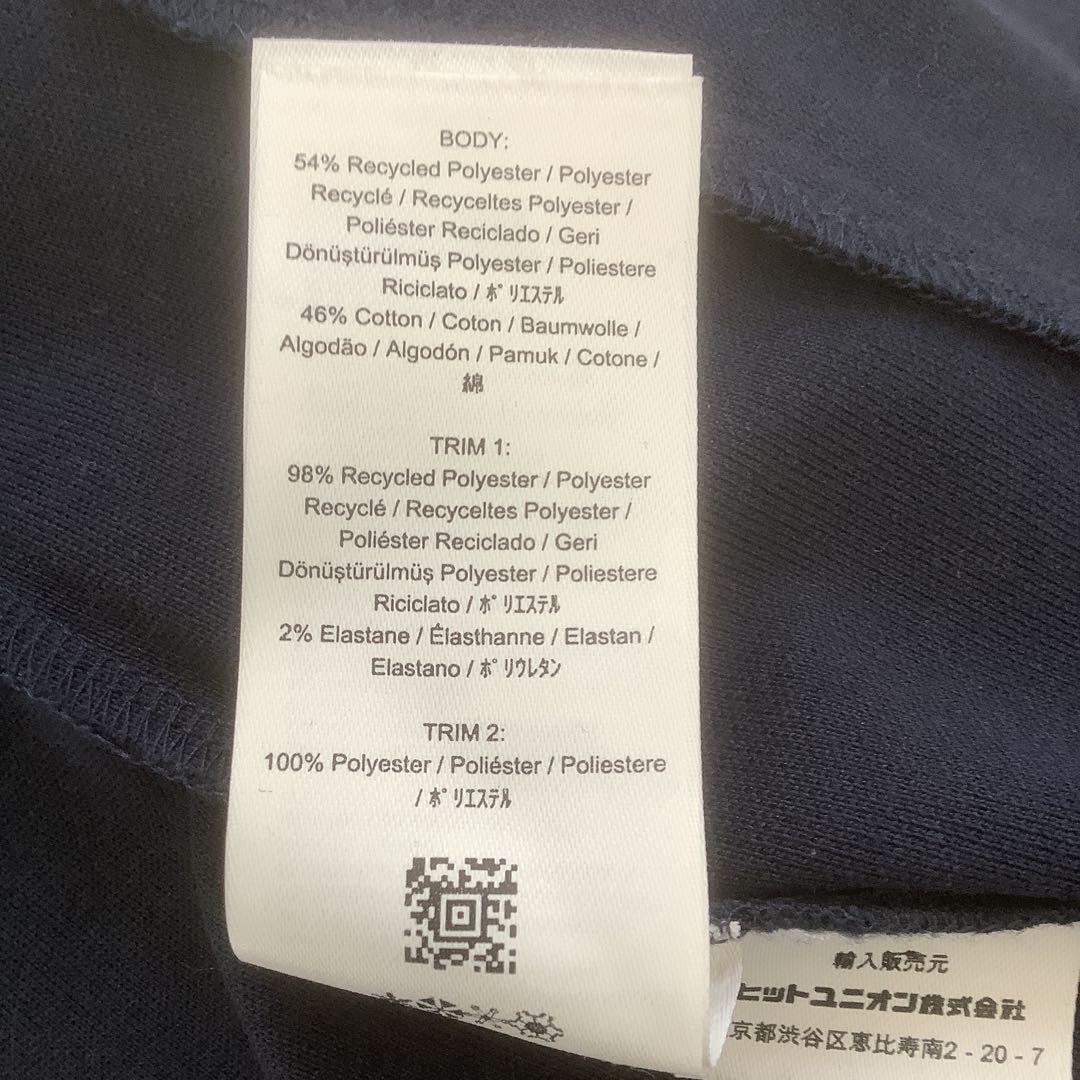 BODY:
54% Recycled Polyester / Polyester
Recyclé / Recyceltes Polyester /
Poliéster Reciclado / Geri
Dönüştürülmüş Polyester / Poliestere
Riciclato / ﾎﾟﾘｴｽﾃﾙ
46% Cotton / Coton / Baumwolle /
Algodão / Algodón / Pamuk / Cotone /
綿
TRIM 1:
98% Recycled Polyester / Polyester
Recyclé / Recyceltes Polyester /
Poliéster Reciclado / Geri
Dönüştürülmüş Polyester / Poliestere
Riciclato / ﾎﾟﾘｴｽﾃﾙ
2% Elastane / Élasthanne / Elastan /
Elastano / ﾎﾟﾘｳﾚﾀﾝ
TRIM 2:
100% Polyester / Poliéster / Poliestere
/ ﾎﾟﾘｴｽﾃﾙ
輸入販売元
ヒットユニオン株式会社
京都渋谷区恵比寿南2 - 20 - 7